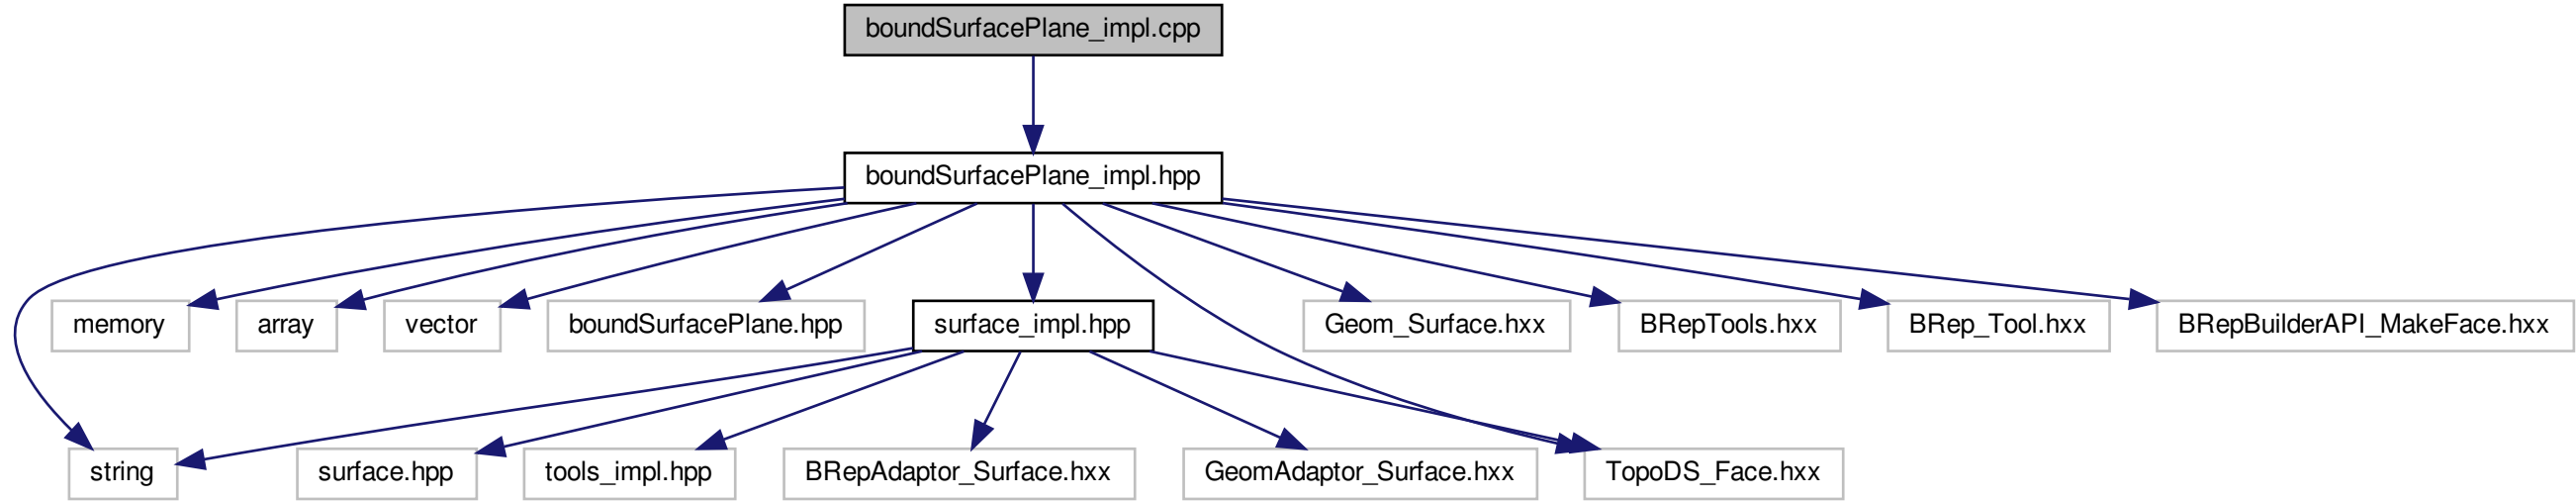 boundSurfacePlane_impl.cpp
boundSurfacePlane_impl.hpp
memory
array
vector
boundSurfacePlane.hpp
surface_impl.hpp
Geom_Surface.hxx
BRepTools.hxx
BRep_Tool.hxx
BRepBuilderAPI_MakeFace.hxx
string
surface.hpp
tools_impl.hpp
BRepAdaptor_Surface.hxx
GeomAdaptor_Surface.hxx
TopoDS_Face.hxx